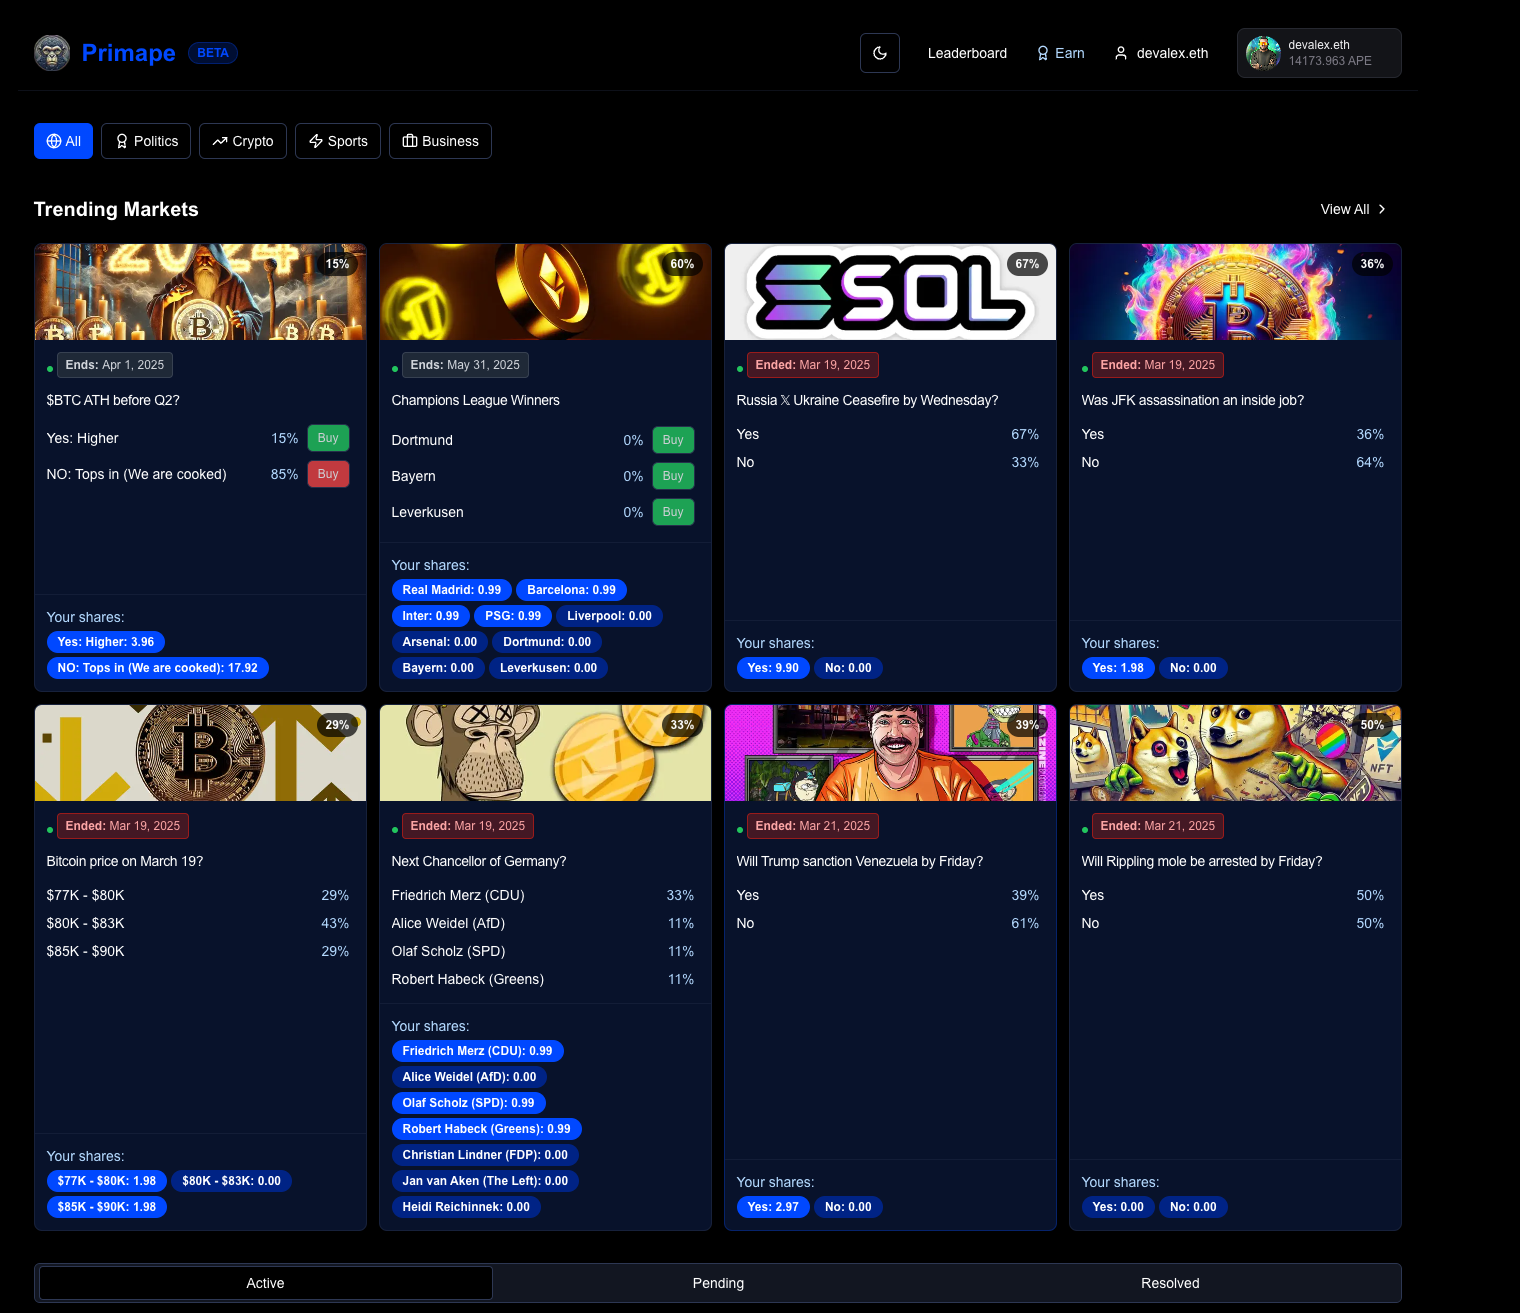 Primape BETA
Leaderboard Earn devalex.eth
devalex.eth
14173.963 APE
All Politics Crypto Sports Business
Trending Markets
View All
2024
15%
Ends: Apr 1, 2025
$BTC ATH before Q2?
Yes: Higher 15% Buy
NO: Tops in (We are cooked) 85% Buy
Your shares:
Yes: Higher: 3.96
NO: Tops in (We are cooked): 17.92
60%
Ends: May 31, 2025
Champions League Winners
Dortmund 0% Buy
Bayern 0% Buy
Leverkusen 0% Buy
Your shares:
Real Madrid: 0.99 Barcelona: 0.99
Inter: 0.99 PSG: 0.99 Liverpool: 0.00
Arsenal: 0.00 Dortmund: 0.00
Bayern: 0.00 Leverkusen: 0.00
SOL
67%
Ended: Mar 19, 2025
Russia 𝕏 Ukraine Ceasefire by Wednesday?
Yes 67%
No 33%
Your shares:
Yes: 9.90 No: 0.00
36%
Ended: Mar 19, 2025
Was JFK assassination an inside job?
Yes 36%
No 64%
Your shares:
Yes: 1.98 No: 0.00
29%
Ended: Mar 19, 2025
Bitcoin price on March 19?
$77K - $80K 29%
$80K - $83K 43%
$85K - $90K 29%
Your shares:
$77K - $80K: 1.98 $80K - $83K: 0.00
$85K - $90K: 1.98
33%
Ended: Mar 19, 2025
Next Chancellor of Germany?
Friedrich Merz (CDU) 33%
Alice Weidel (AfD) 11%
Olaf Scholz (SPD) 11%
Robert Habeck (Greens) 11%
Your shares:
Friedrich Merz (CDU): 0.99
Alice Weidel (AfD): 0.00
Olaf Scholz (SPD): 0.99
Robert Habeck (Greens): 0.99
Christian Lindner (FDP): 0.00
Jan van Aken (The Left): 0.00
Heidi Reichinnek: 0.00
39%
Ended: Mar 21, 2025
Will Trump sanction Venezuela by Friday?
Yes 39%
No 61%
Your shares:
Yes: 2.97 No: 0.00
50%
NFT
Ended: Mar 21, 2025
Will Rippling mole be arrested by Friday?
Yes 50%
No 50%
Your shares:
Yes: 0.00 No: 0.00
Active Pending Resolved